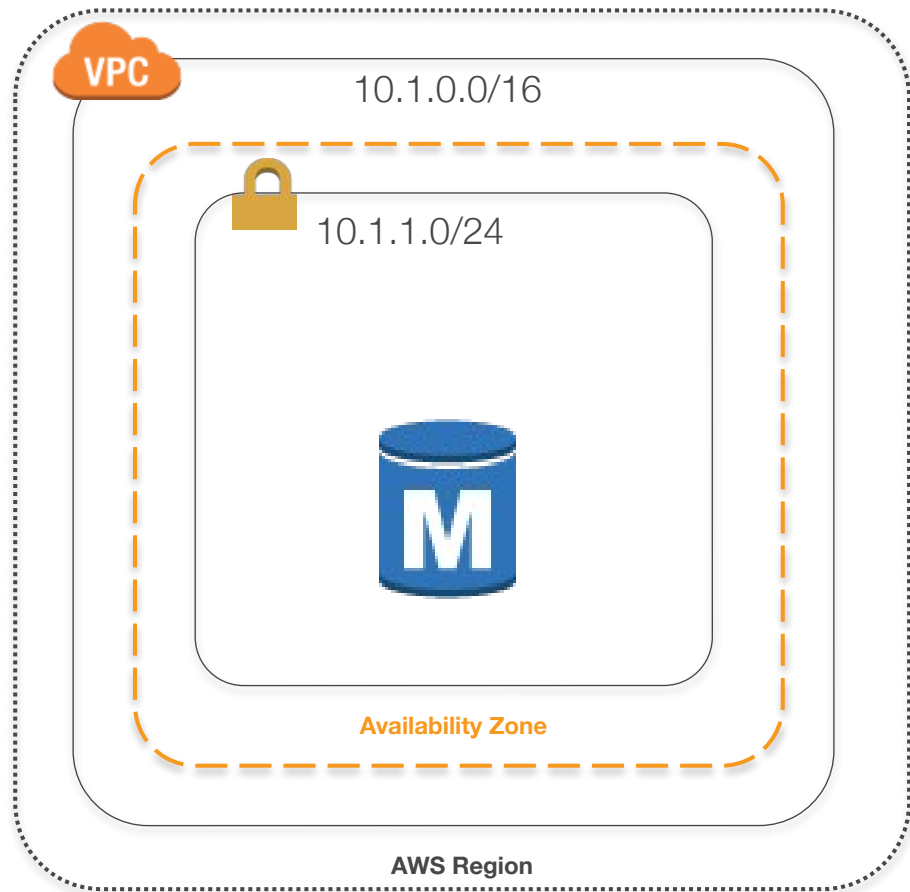 VPC
10.1.0.0/16
10.1.1.0/24
M
Availability Zone
AWS Region